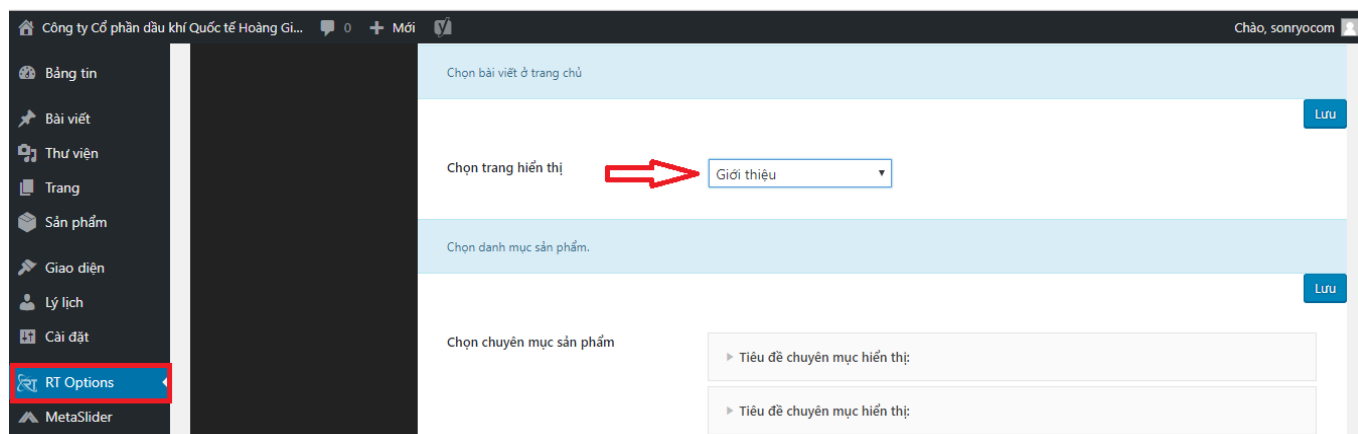 Công ty Cổ phần dầu khí Quốc tế Hoàng Gi... 0 + Mới
Chào, sonryocom
Bảng tin
Bài viết
Thư viện
Trang
Sản phẩm
Giao diện
Lý lịch
Cài đặt
RT Options
MetaSlider
Chọn bài viết ở trang chủ
Lưu
Chọn trang hiển thị
Giới thiệu
Chọn danh mục sản phẩm.
Lưu
Chọn chuyên mục sản phẩm
Tiêu đề chuyên mục hiển thị:
Tiêu đề chuyên mục hiển thị: